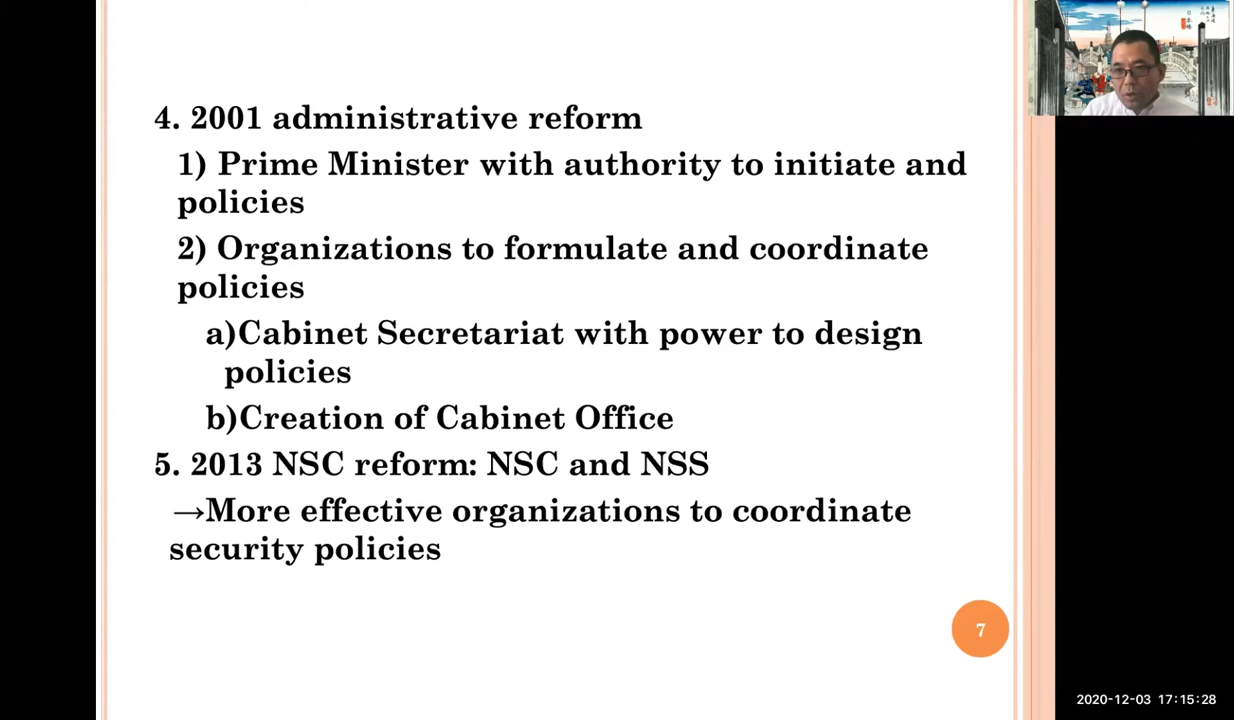 4. 2001 administrative reform
1) Prime Minister with authority to initiate and
policies
2) Organizations to formulate and coordinate
policies
a)Cabinet Secretariat with power to design
policies
b)Creation of Cabinet Office
5. 2013 NSC reform: NSC and NSS
→More effective organizations to coordinate
security policies
7
2020-12-03 17:15:28